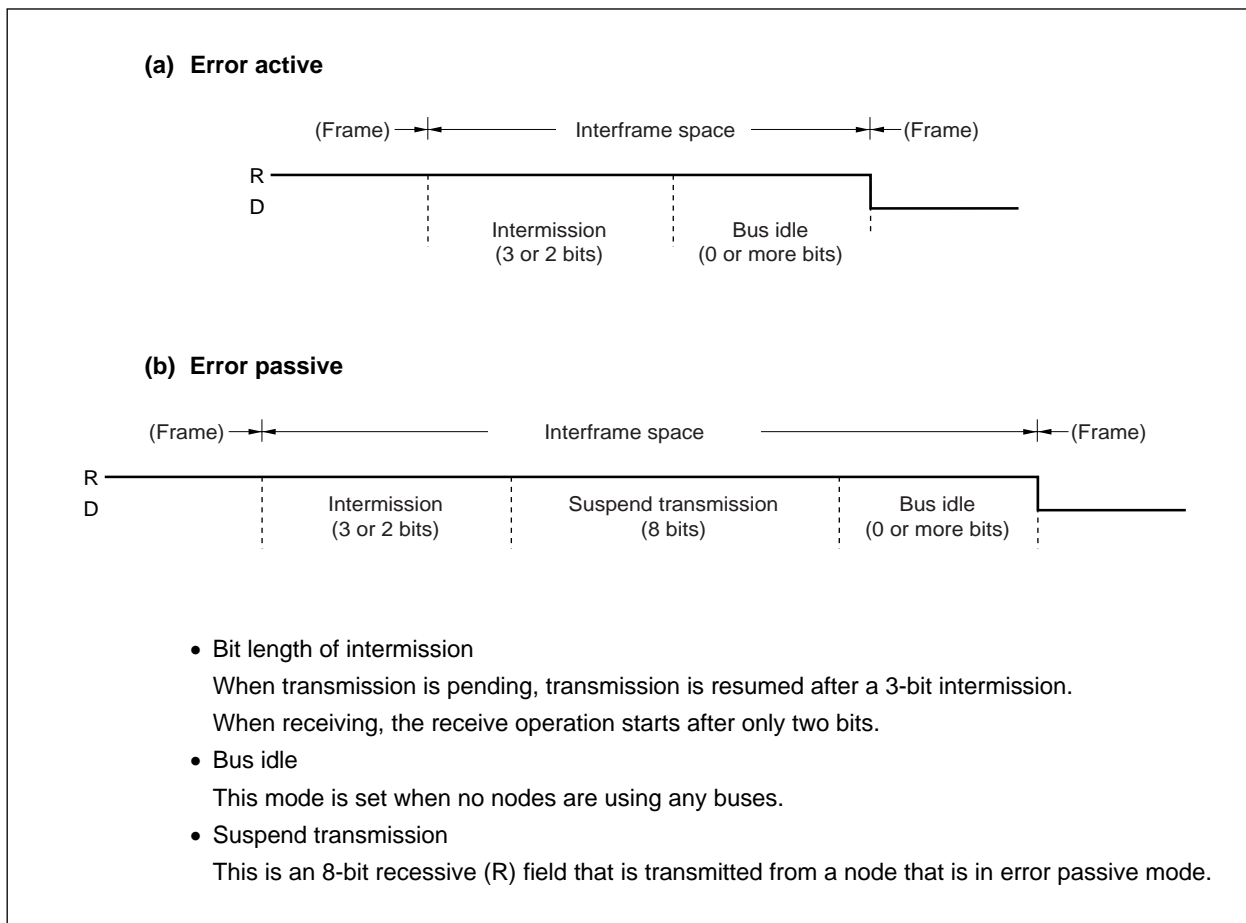 (a) Error active
(Frame) Interframe space (Frame)
R
D
Intermission
(3 or 2 bits)
Bus idle
(0 or more bits)
(b) Error passive
(Frame) Interframe space (Frame)
R
D
Intermission
(3 or 2 bits)
Suspend transmission
(8 bits)
Bus idle
(0 or more bits)
• Bit length of intermission
When transmission is pending, transmission is resumed after a 3-bit intermission.
When receiving, the receive operation starts after only two bits.
• Bus idle
This mode is set when no nodes are using any buses.
• Suspend transmission
This is an 8-bit recessive (R) field that is transmitted from a node that is in error passive mode.